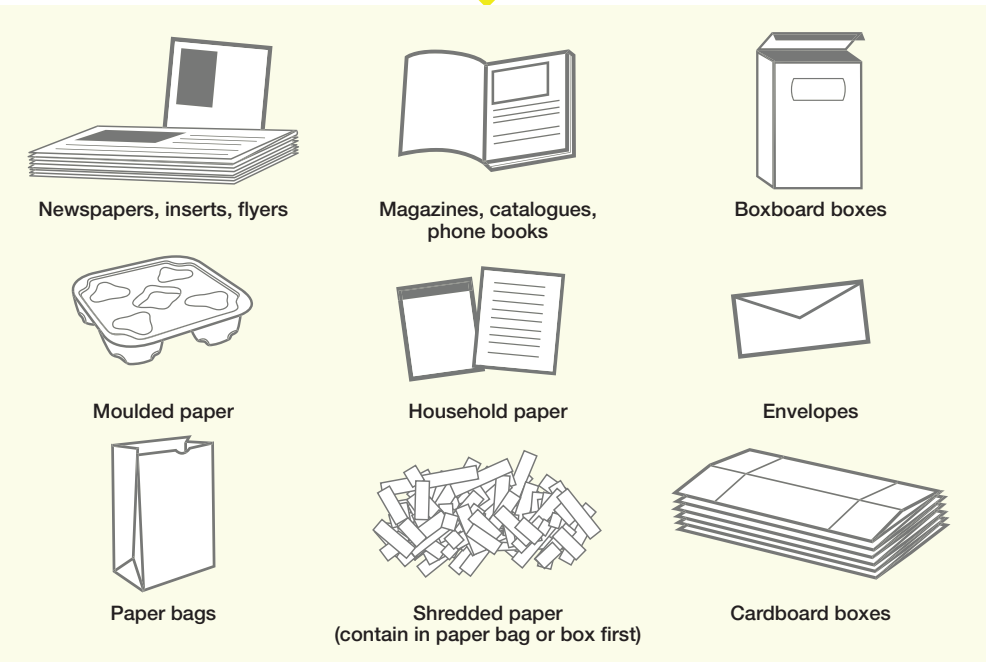 Newspapers, inserts, flyers
Magazines, catalogues,
phone books
Boxboard boxes
Moulded paper
Household paper
Envelopes
Paper bags
Shredded paper
(contain in paper bag or box first)
Cardboard boxes